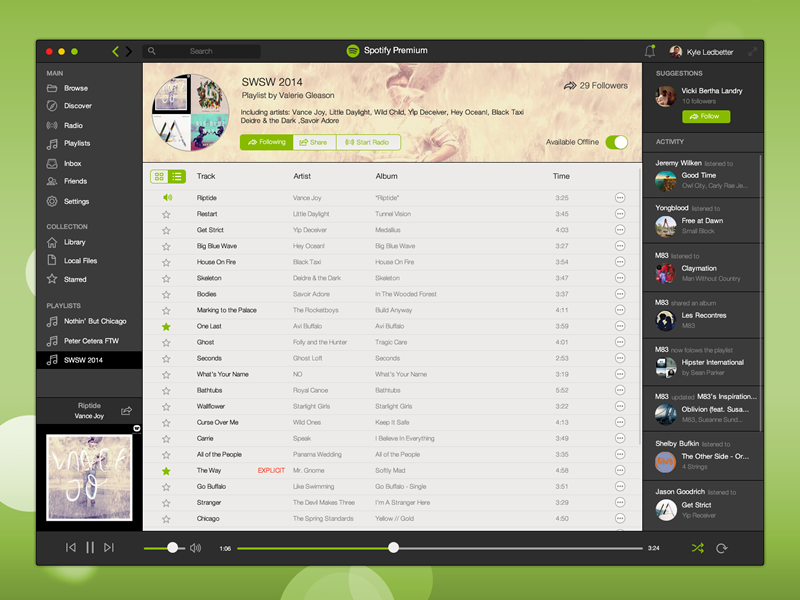 Search
Spotify Premium
Kyle Ledbetter
MAIN
Browse
Discover
Radio
Playlists
Inbox
Friends
Settings
COLLECTION
Library
Local Files
Starred
PLAYLISTS
Nothin' But Chicago
Peter Cetera FTW
SWSW 2014
Riptide
Vance Joy
VANCE
JOY
SWSW 2014
Playlist by Valerie Gleason
Including artists: Vance Joy, Little Daylight, Wild Child, Yip Deceiver, Hey Ocean!, Black Taxi
Deidre & the Dark ,Savoir Adore
29 Followers
Following
Share
Start Radio
Available Offline
Track Artist Album Time
Riptide Vance Joy "Riptide" 3:25
Restart Little Daylight Tunnel Vision 3:45
Get Strict Yip Deceiver Medallius 4:03
Big Blue Wave Hey Ocean! Big Blue Wave 3:27
House On Fire Black Taxi House On Fire 3:54
Skeleton Deidre & the Dark Skeleton 3:47
Bodies Savoir Adore In The Wooded Forest 3:37
Marking to the Palace The Rocketboys Build Anyway 4:11
One Last Avi Buffalo Avi Buffalo 3:59
Ghost Folly and the Hunter Tragic Care 4:01
Seconds Ghost Loft Seconds 2:53
What's Your Name NO What's Your Name 3:19
Bathtubs Royal Canoe Bathtubs 5:52
Wallflower Starlight Girls Starlight Girls 3:22
Curse Over Me Wild Ones Keep It Safe 4:13
Carrie Speak I Believe In Everything 3:49
All of the People Panama Wedding All of the People 3:35
The Way EXPLICIT Mr. Gnome Softly Mad 4:58
Go Buffalo Like Swimming Go Buffalo - Single 3:51
Stranger The Devil Makes Three I'm A Stranger Here 3:29
Chicago The Spring Standards Yellow // Gold 4:50
SUGGESTIONS
Vicki Bertha Landry
10 followers
Follow
ACTIVITY
Jeremy Wilken listened to
Good Time
Owl City, Carly Rae Je...
Yongblood listened to
Free at Dawn
Small Block
M83 listened to
Claymation
Man Without Country
M83 shared an album
Les Recontres
M83
M83 now folows the playlist
Hipster International
by Sean Parker
M83 updated M83's Inspiration...
Oblivion (feat. Susa...
M83, Susanne Sund...
Shelby Bufkin listened to
The Other Side - Or...
4 Strings
Jason Goodrich listened to
Get Strict
Yip Receiver
1:06
3:24